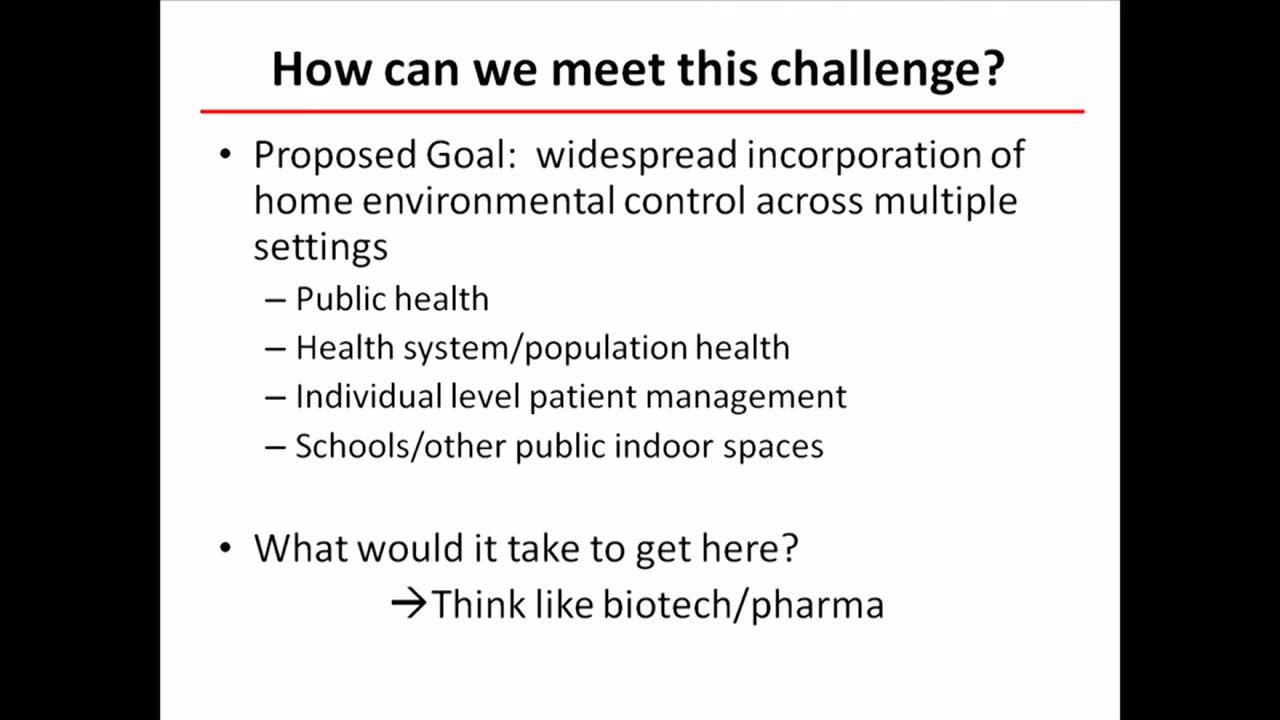 How can we meet this challenge?
• Proposed Goal:  widespread incorporation of
home environmental control across multiple
settings
– Public health
– Health system/population health
– Individual level patient management
– Schools/other public indoor spaces
• What would it take to get here?
→Think like biotech/pharma